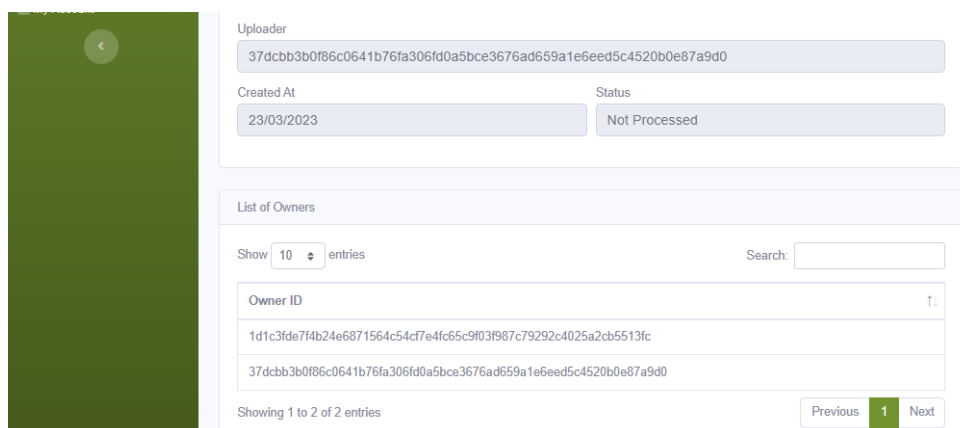 Uploader
37dcbb3b0f86c0641b76fa306fd0a5bce3676ad659a1e6eed5c4520b0e87a9d0
Created At Status
23/03/2023 Not Processed
List of Owners
Show 10 entries Search:
Owner ID
1d1c3fde7f4b24e6871564c54cf7e4fc65c9f03f987c79292c4025a2cb5513fc
37dcbb3b0f86c0641b76fa306fd0a5bce3676ad659a1e6eed5c4520b0e87a9d0
Showing 1 to 2 of 2 entries Previous 1 Next